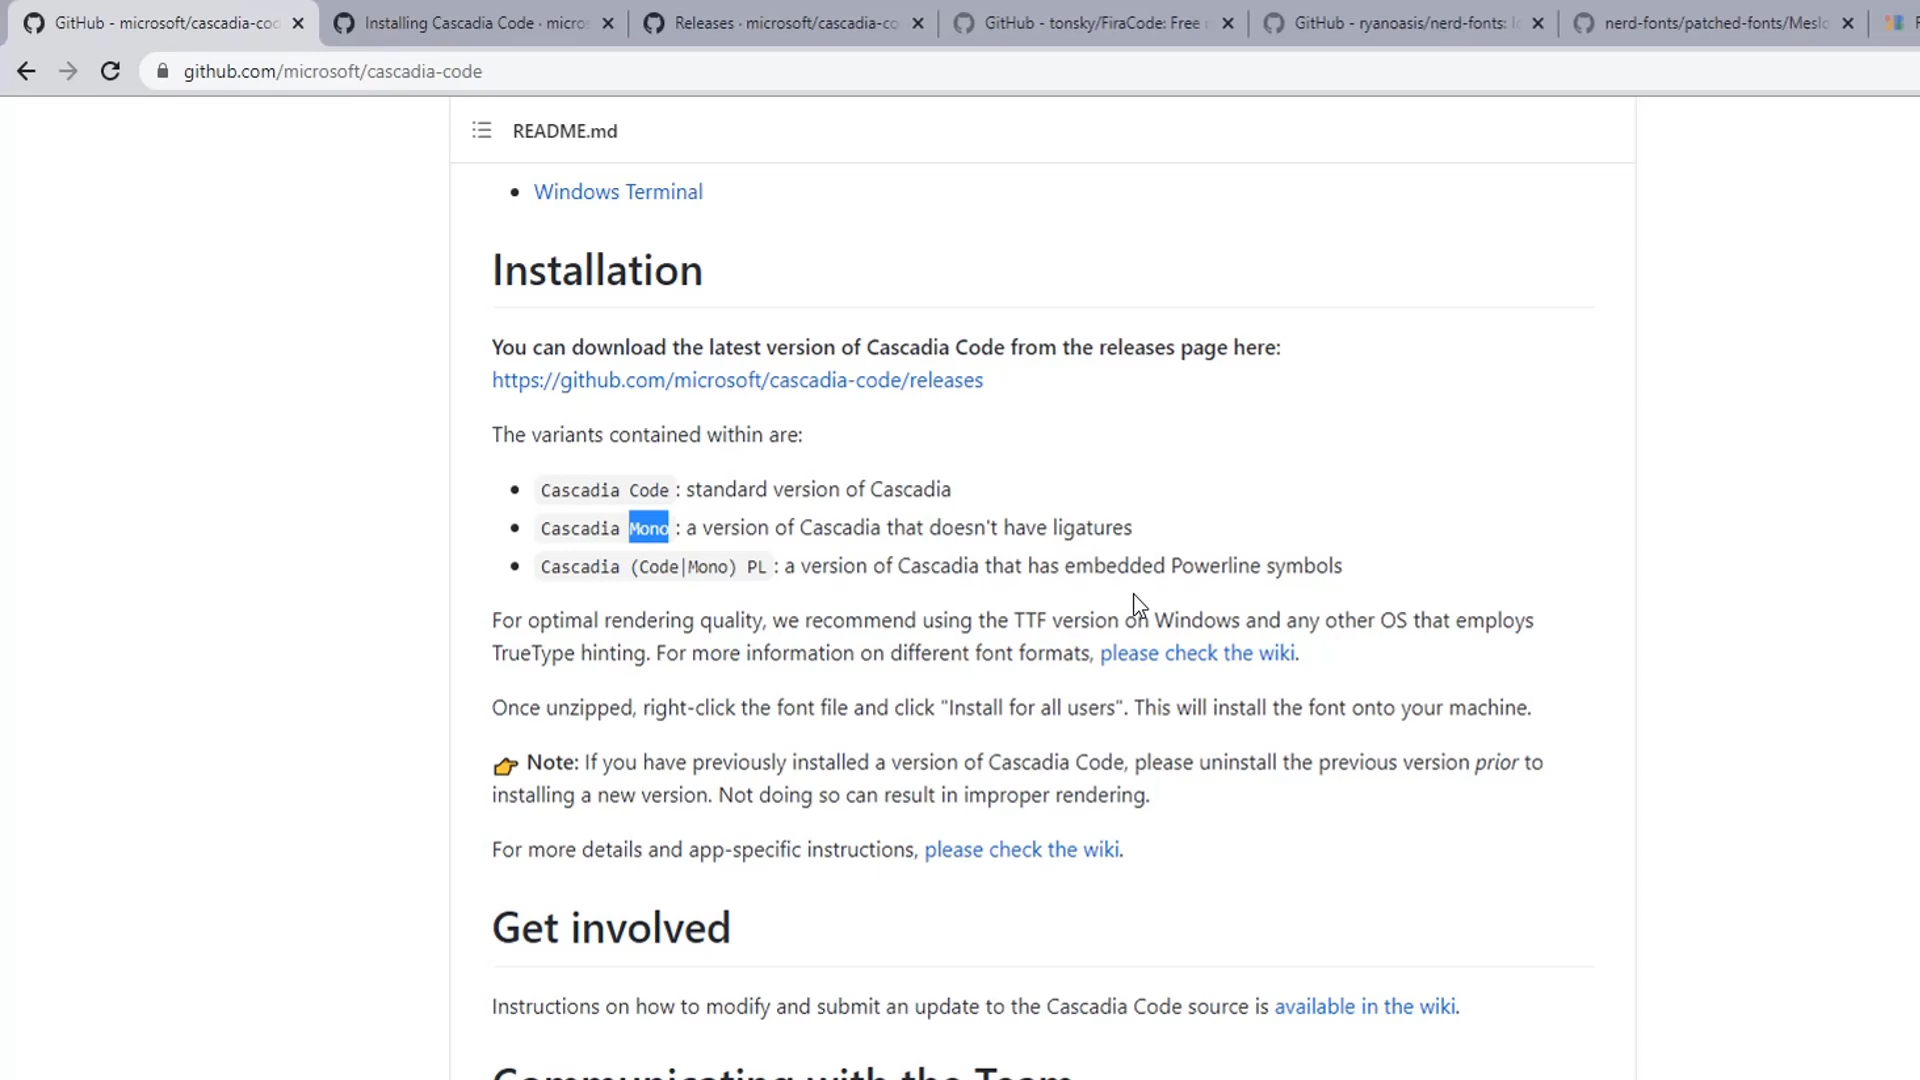 GitHub - microsoft/cascadia-cod
Installing Cascadia Code · micros
Releases · microsoft/cascadia-co
GitHub - tonsky/FiraCode: Free
GitHub - ryanoasis/nerd-fonts:
nerd-fonts/patched-fonts/Meslo
github.com/microsoft/cascadia-code
README.md
• Windows Terminal
Installation
You can download the latest version of Cascadia Code from the releases page here:
https://github.com/microsoft/cascadia-code/releases
The variants contained within are:
• Cascadia Code : standard version of Cascadia
• Cascadia Mono : a version of Cascadia that doesn't have ligatures
• Cascadia (Code|Mono) PL : a version of Cascadia that has embedded Powerline symbols
For optimal rendering quality, we recommend using the TTF version on Windows and any other OS that employs
TrueType hinting. For more information on different font formats, please check the wiki.
Once unzipped, right-click the font file and click "Install for all users". This will install the font onto your machine.
👉 Note: If you have previously installed a version of Cascadia Code, please uninstall the previous version prior to
installing a new version. Not doing so can result in improper rendering.
For more details and app-specific instructions, please check the wiki.
Get involved
Instructions on how to modify and submit an update to the Cascadia Code source is available in the wiki.
Communicating with the Team